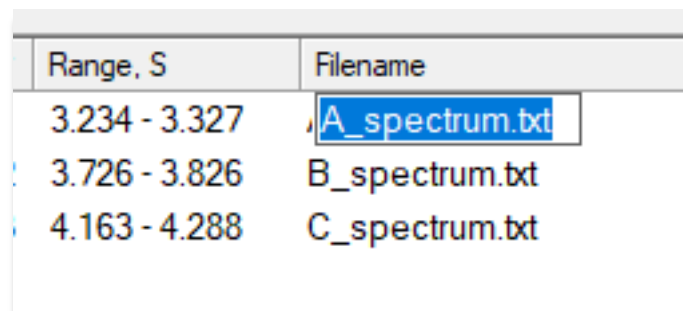 Range, S Filename
3.234 - 3.327 A_spectrum.txt
3.726 - 3.826 B_spectrum.txt
4.163 - 4.288 C_spectrum.txt